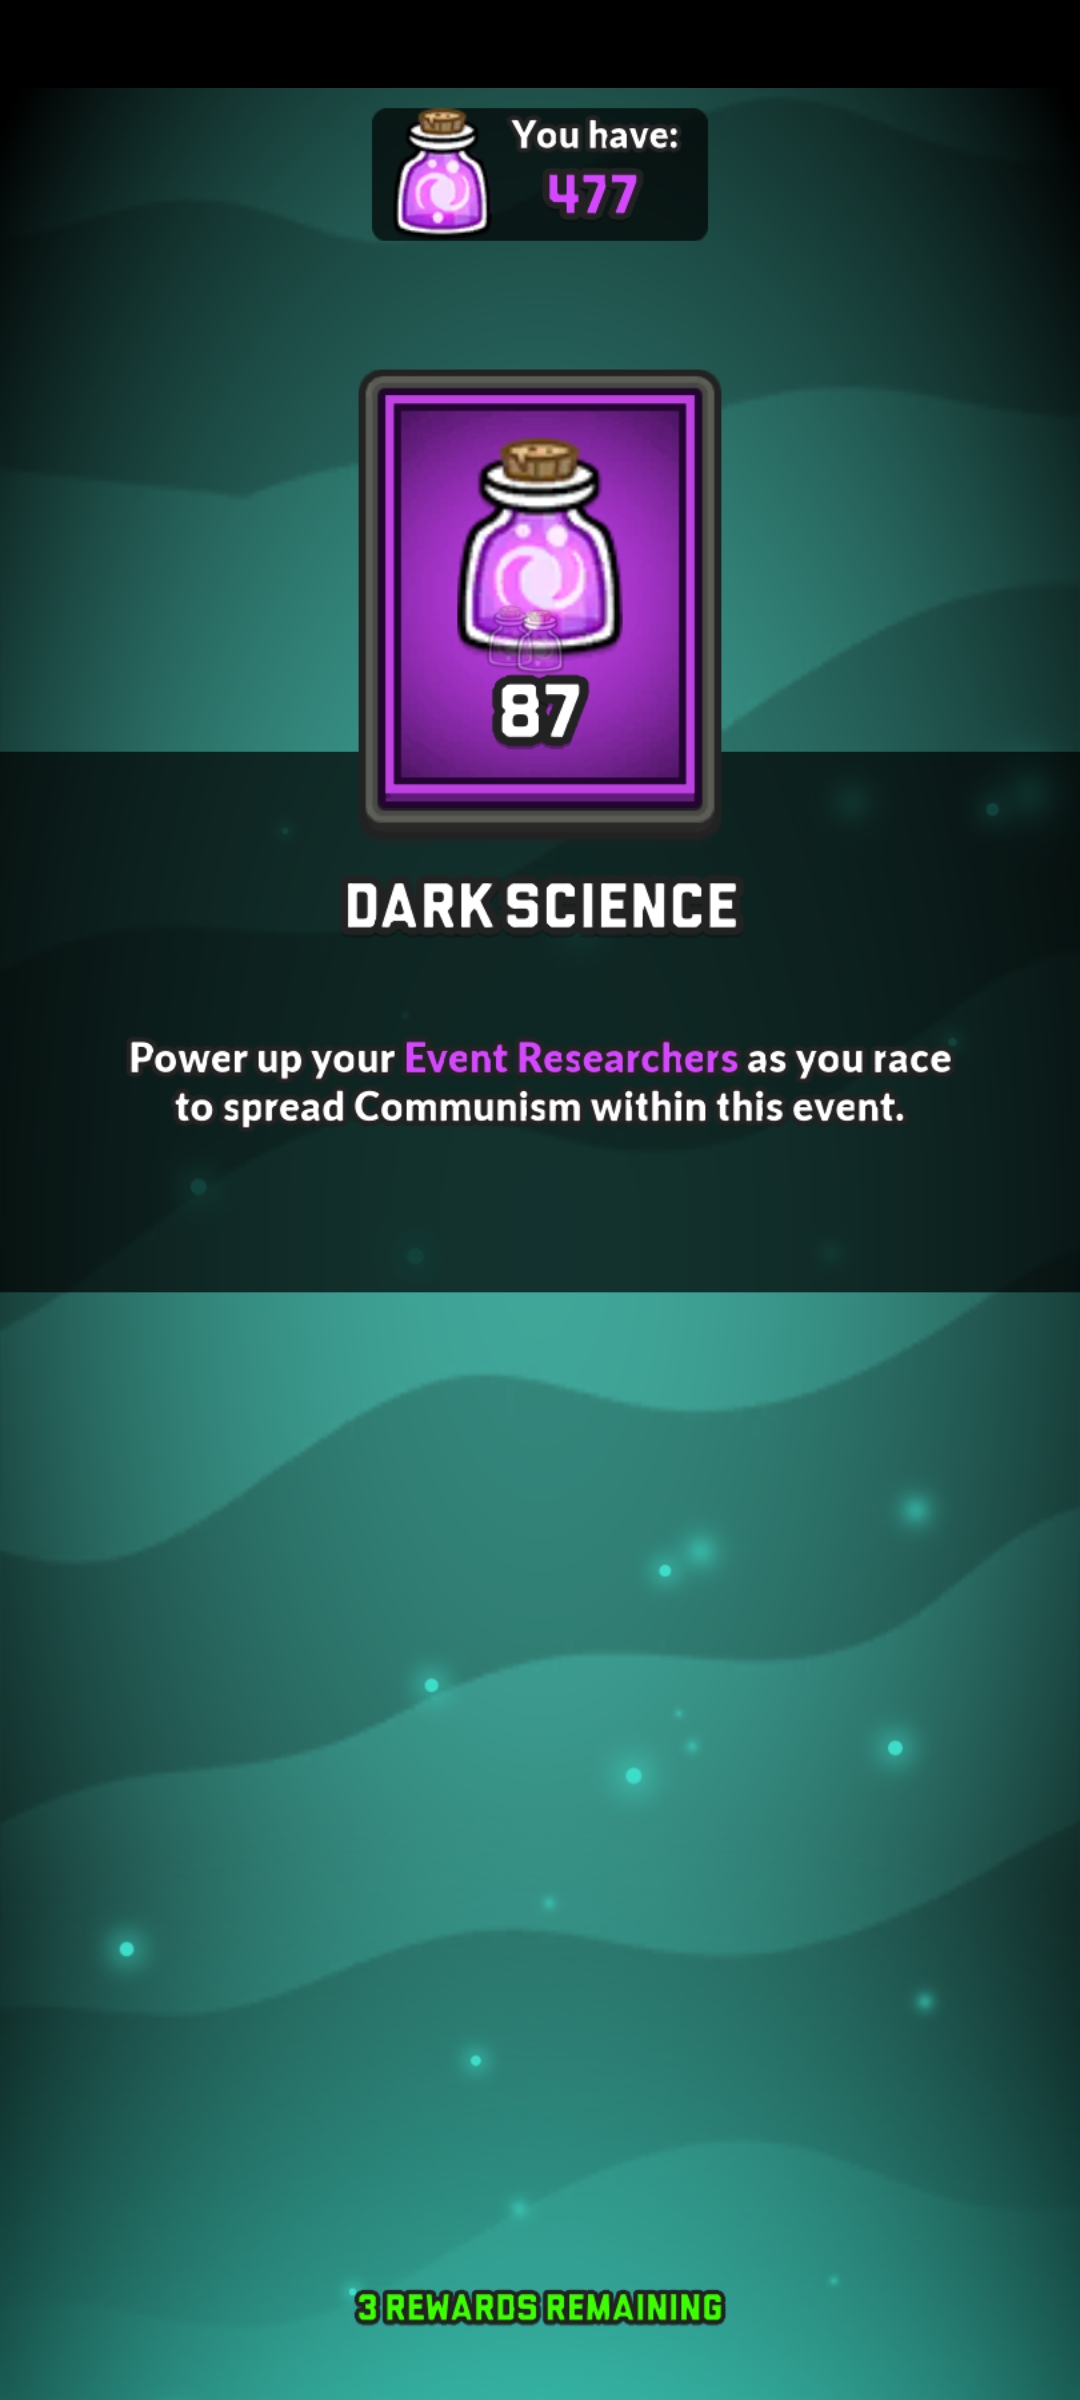 You have:
477
87
DARK SCIENCE
Power up your Event Researchers as you race
to spread Communism within this event.
3 REWARDS REMAINING